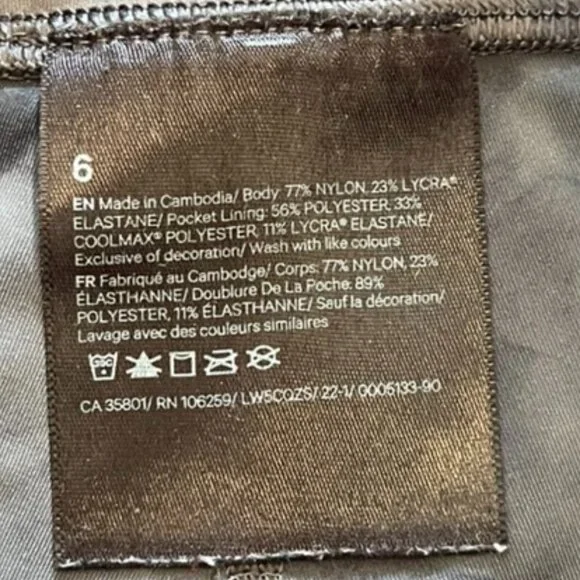 6
EN Made in Cambodia/ Body 77% NYLON, 23% LYCRA®
ELASTANE/ Pocket Lining: 56% POLYESTER, 33%
COOLMAX® POLYESTER, 11% LYCRA® ELASTANE/
Exclusive of decoration/ Wash with like colours
FR Fabriqué au Cambodge/ Corps: 77% NYLON, 23%
ÉLASTHANNE/ Doublure De La Poche: 89%
POLYESTER, 11% ÉLASTHANNE/ Sauf la décoration/
Lavage avec des couleurs similaires
CA 35801/ RN 106259/ LW5CQZS/ 22-1/ 0005133-90